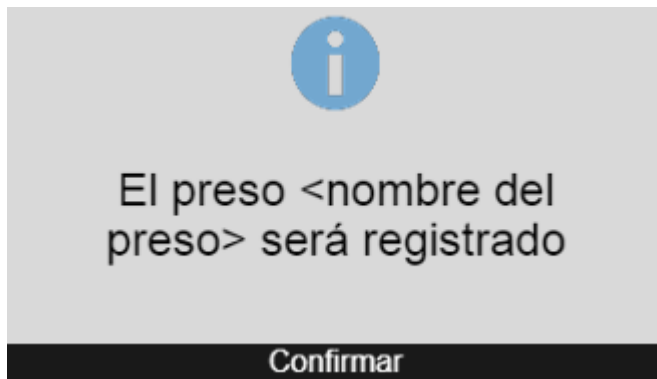 El preso <nombre del
preso> será registrado
Confirmar